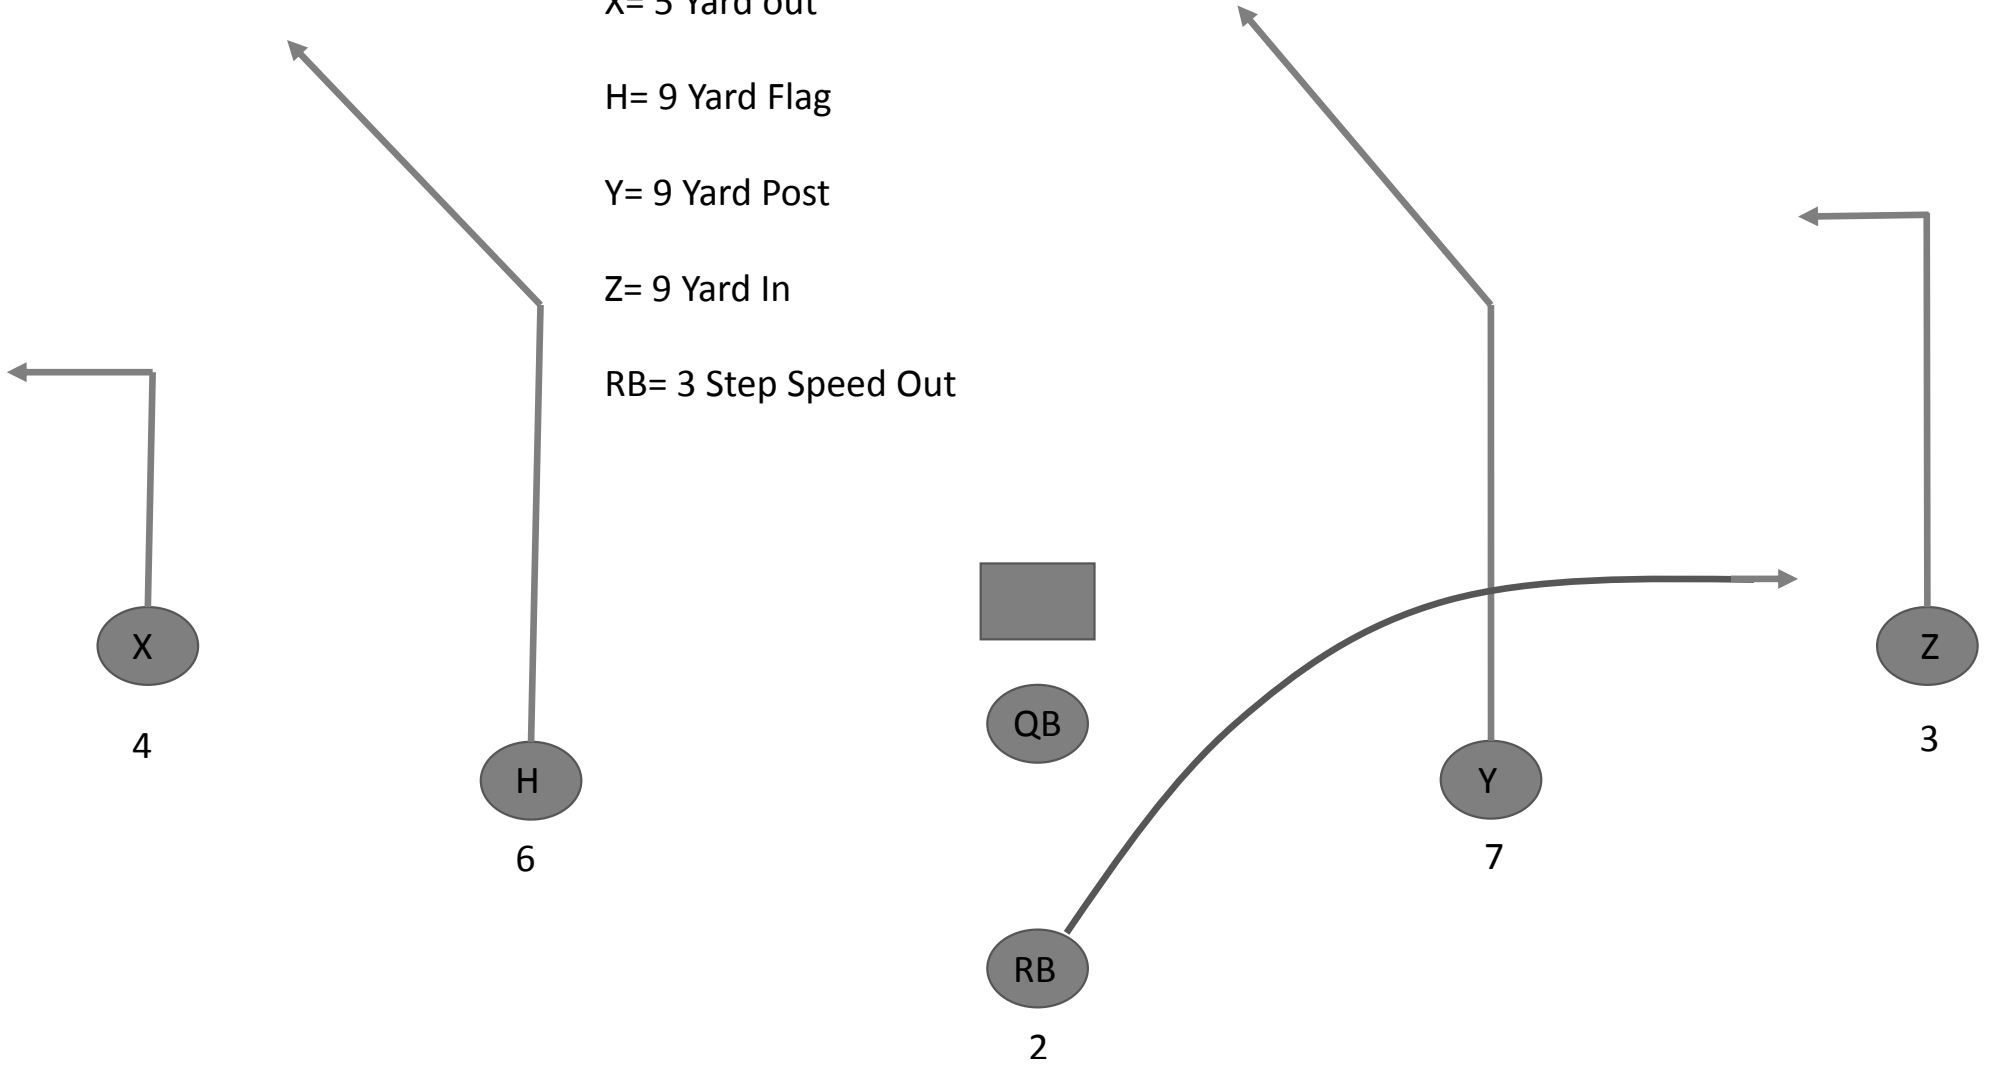 X= 5 Yard out
H= 9 Yard Flag
Y= 9 Yard Post
Z= 9 Yard In
RB= 3 Step Speed Out
X
Z
QB
4
3
H
Y
6
7
RB
2